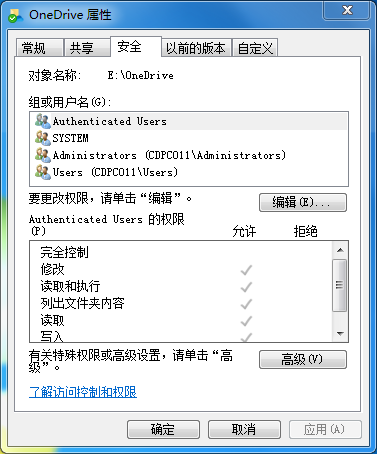 OneDrive 属性
常规 共享 安全 以前的版本 自定义
对象名称: E:\OneDrive
组或用户名(G):
Authenticated Users
SYSTEM
Administrators (CDPC011\Administrators)
Users (CDPC011\Users)
要更改权限，请单击“编辑”。
编辑(E)...
Authenticated Users 的权限
(P) 允许 拒绝
完全控制
修改
读取和执行
列出文件夹内容
读取
写入
有关特殊权限或高级设置，请单击“高
级”。
高级(V)
了解访问控制和权限
确定 取消 应用(A)